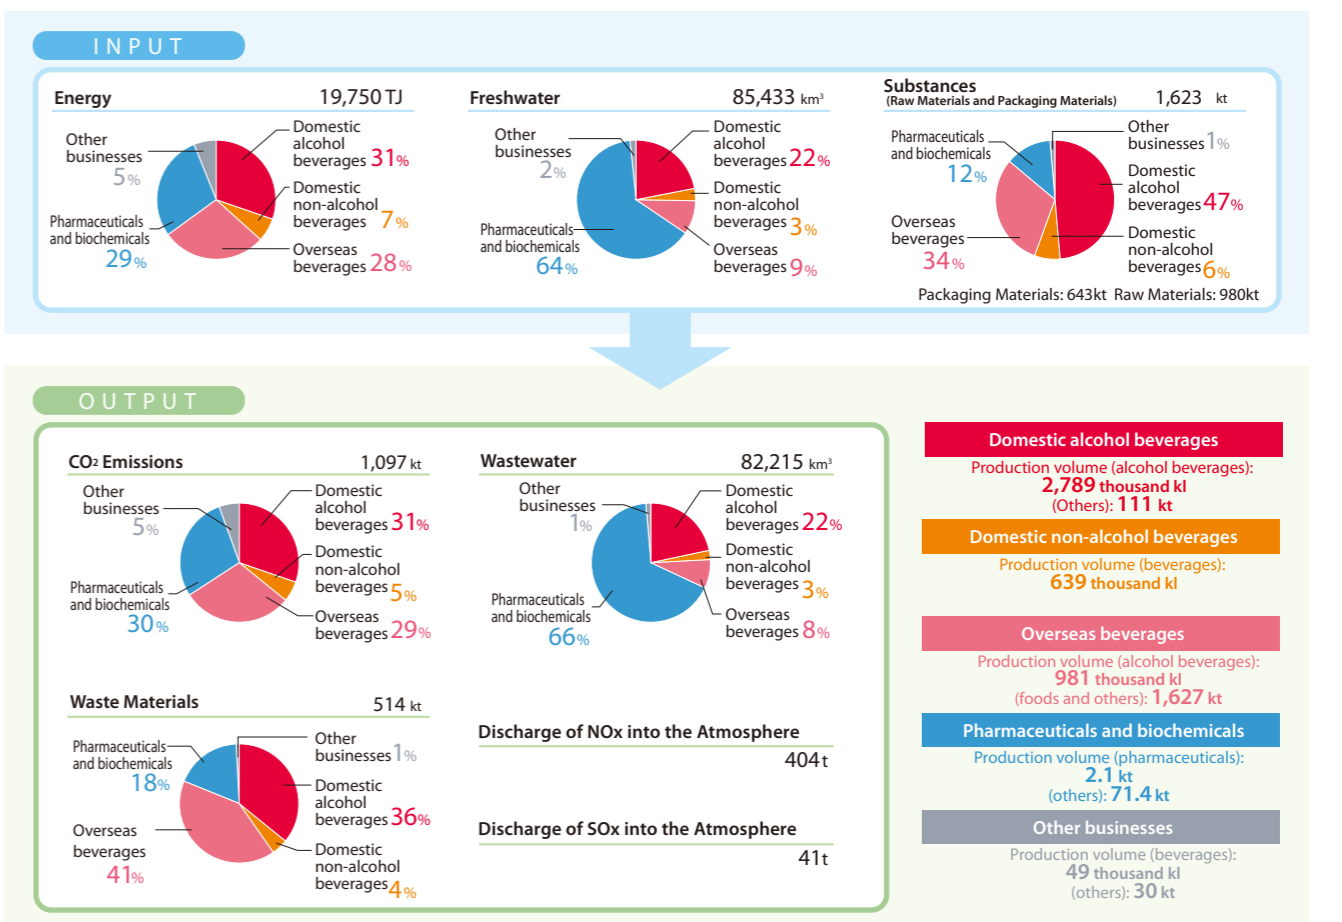 INPUT
Energy 19,750 TJ
Other
businesses
5%
Domestic
alcohol
beverages 31%
Domestic
non-alcohol
beverages 7%
Pharmaceuticals
and biochemicals
29%
Overseas
beverages 28%
Freshwater 85,433 km³
Other
businesses
2%
Domestic
alcohol
beverages 22%
Domestic
non-alcohol
beverages 3%
Pharmaceuticals
and biochemicals
64%
Overseas
beverages 9%
Substances
(Raw Materials and Packaging Materials) 1,623 kt
Pharmaceuticals
and biochemicals
12%
Other
businesses 1%
Domestic
alcohol
beverages 47%
Overseas
beverages
34%
Domestic
non-alcohol
beverages 6%
Packaging Materials: 643kt Raw Materials: 980kt
OUTPUT
CO2 Emissions 1,097 kt
Other
businesses
5%
Domestic
alcohol
beverages 31%
Domestic
non-alcohol
beverages 5%
Pharmaceuticals
and biochemicals
30%
Overseas
beverages 29%
Wastewater 82,215 km³
Other
businesses
1%
Domestic
alcohol
beverages 22%
Domestic
non-alcohol
beverages 3%
Pharmaceuticals
and biochemicals
66%
Overseas
beverages 8%
Waste Materials 514 kt
Pharmaceuticals
and biochemicals
18%
Other
businesses 1%
Domestic
alcohol
beverages 36%
Overseas
beverages
41%
Domestic
non-alcohol
beverages 4%
Discharge of NOx into the Atmosphere
404 t
Discharge of SOx into the Atmosphere
41 t
Domestic alcohol beverages
Production volume (alcohol beverages):
2,789 thousand kl
(Others): 111 kt
Domestic non-alcohol beverages
Production volume (beverages):
639 thousand kl
Overseas beverages
Production volume (alcohol beverages):
981 thousand kl
(foods and others): 1,627 kt
Pharmaceuticals and biochemicals
Production volume (pharmaceuticals):
2.1 kt
(others): 71.4 kt
Other businesses
Production volume (beverages):
49 thousand kl
(others): 30 kt